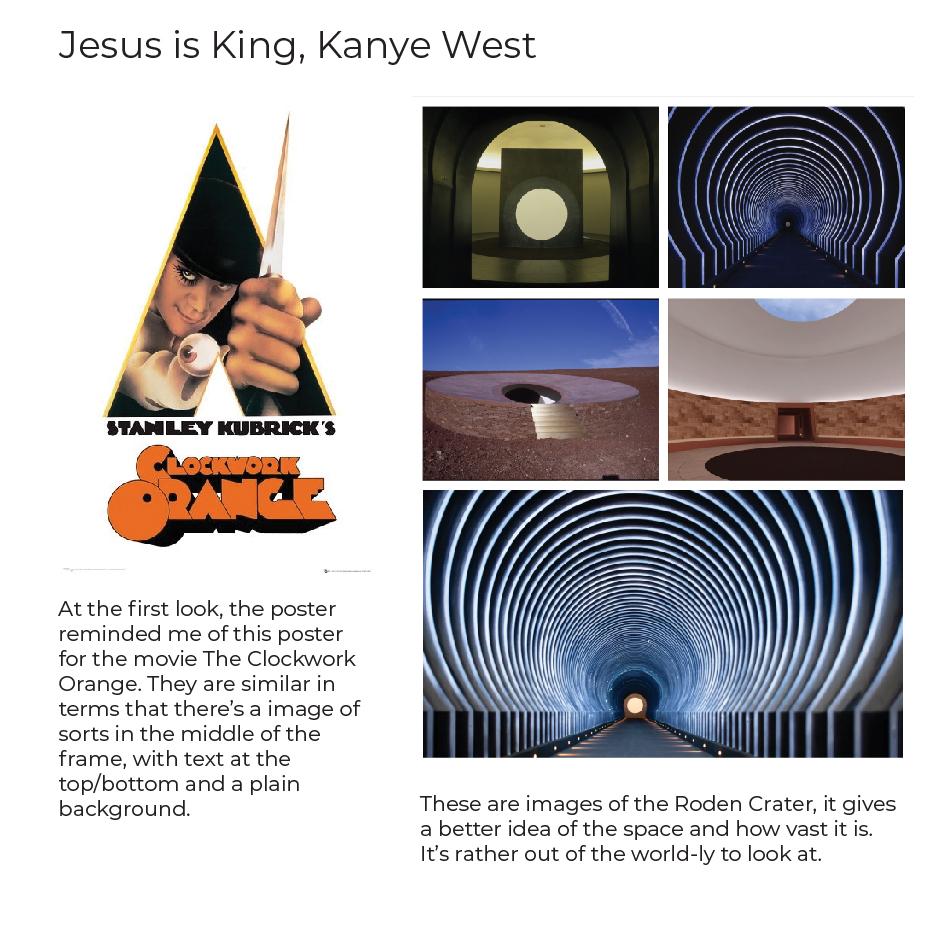 Jesus is King, Kanye West
STANLEY KUBRICK'S
CLOCKWORK
ORANGE
At the first look, the poster
reminded me of this poster
for the movie The Clockwork
Orange. They are similar in
terms that there's a image of
sorts in the middle of the
frame, with text at the
top/bottom and a plain
background.
These are images of the Roden Crater, it gives
a better idea of the space and how vast it is.
It's rather out of the world-ly to look at.